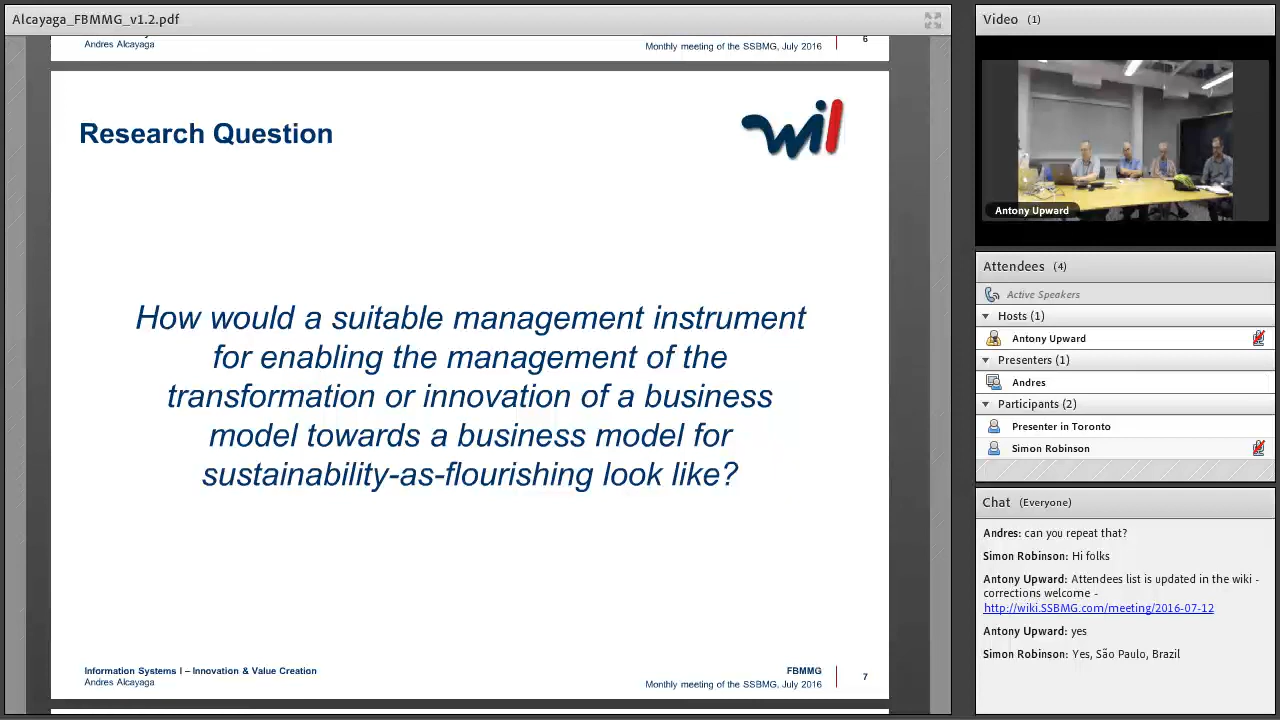 Alcayaga_FBMMG_v1.2.pdf
Andres Alcayaga
Monthly meeting of the SSBMG, July 2016
6
Research Question
wil
How would a suitable management instrument
for enabling the management of the
transformation or innovation of a business
model towards a business model for
sustainability-as-flourishing look like?
Information Systems I – Innovation & Value Creation
Andres Alcayaga
FBMMG
Monthly meeting of the SSBMG, July 2016
7
Video (1)
Antony Upward
Attendees (4)
Active Speakers
Hosts (1)
Antony Upward
Presenters (1)
Andres
Participants (2)
Presenter in Toronto
Simon Robinson
Chat (Everyone)
Andres: can you repeat that?
Simon Robinson: Hi folks
Antony Upward: Attendees list is updated in the wiki -
corrections welcome -
http://wiki.SSBMG.com/meeting/2016-07-12
Antony Upward: yes
Simon Robinson: Yes, São Paulo, Brazil